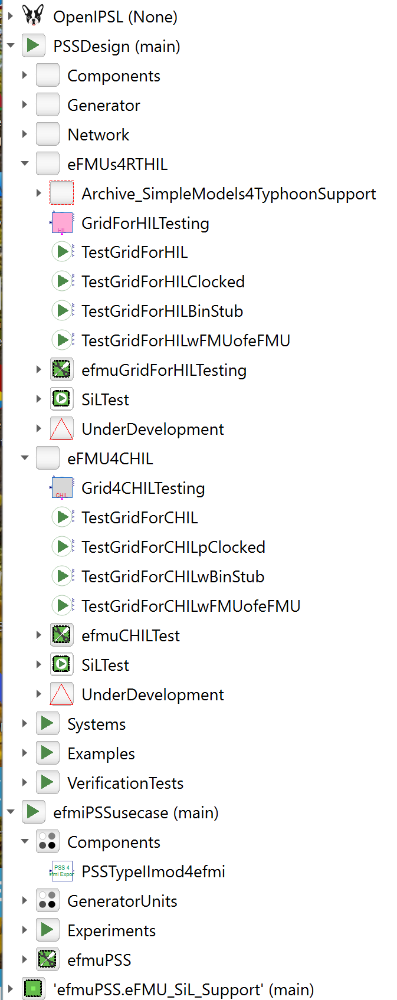 OpenIPSL (None)
PSSDesign (main)
Components
Generator
Network
eFMUs4RTHIL
Archive_SimpleModels4TyphoonSupport
HIL
GridForHILTesting
TestGridForHIL
TestGridForHILClocked
TestGridForHILBinStub
TestGridForHILwFMUofeFMU
efmuGridForHILTesting
SiLTest
UnderDevelopment
eFMU4CHIL
CHIL
Grid4CHILTesting
TestGridForCHIL
TestGridForCHILpClocked
TestGridForCHILwBinStub
TestGridForCHILwFMUofeFMU
efmuCHILTest
SiLTest
UnderDevelopment
Systems
Examples
VerificationTests
efmiPSSusecase (main)
Components
PSS 4
efmi Expor
PSSTypeIImod4efmi
GeneratorUnits
Experiments
efmuPSS
'efmuPSS.eFMU_SiL_Support' (main)